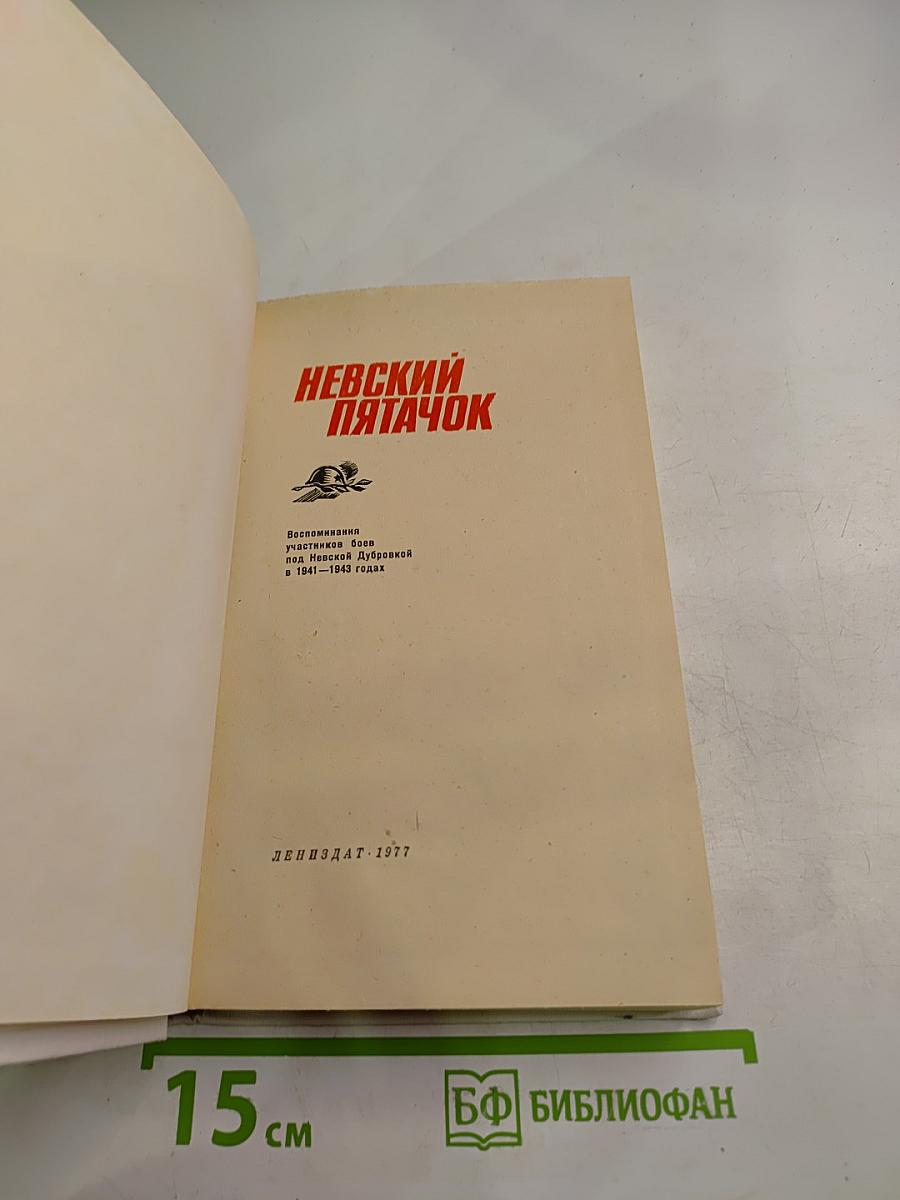 НЕВСКИЙ
ПЯТАЧОК
Воспоминания
участников боев
под Невской Дубровкой
в 1941—1943 годах
ЛЕНИЗДАТ · 1977
15 см
БФ БИБЛИОФАН